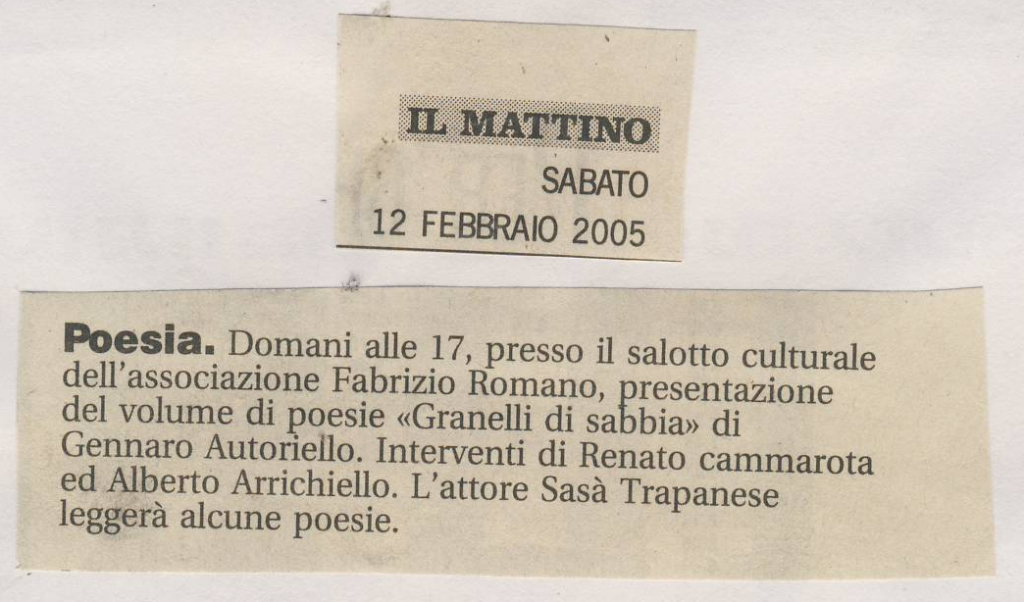 IL MATTINO
SABATO
12 FEBBRAIO 2005
Poesia. Domani alle 17, presso il salotto culturale
dell'associazione Fabrizio Romano, presentazione
del volume di poesie «Granelli di sabbia» di
Gennaro Autoriello. Interventi di Renato cammarota
ed Alberto Arrichiello. L'attore Sasà Trapanese
leggerà alcune poesie.